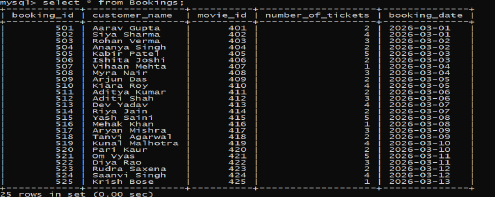 mysql> select * from Bookings;
| booking_id | customer_name | movie_id | number_of_tickets | booking_date |
| 501 | Aarav Gupta | 401 | 2 | 2026-03-01 |
| 502 | Siya Sharma | 402 | 4 | 2026-03-01 |
| 503 | Rohan Verma | 403 | 3 | 2026-03-02 |
| 504 | Ananya Singh | 404 | 2 | 2026-03-02 |
| 505 | Kabir Patel | 405 | 5 | 2026-03-03 |
| 506 | Ishita Joshi | 406 | 2 | 2026-03-03 |
| 507 | Vihaan Mehta | 407 | 1 | 2026-03-04 |
| 508 | Myra Nair | 408 | 3 | 2026-03-04 |
| 509 | Arjun Das | 409 | 2 | 2026-03-05 |
| 510 | Kiara Roy | 410 | 4 | 2026-03-05 |
| 511 | Aditya Kumar | 411 | 2 | 2026-03-06 |
| 512 | Aditi Shah | 412 | 3 | 2026-03-06 |
| 513 | Dev Yadav | 413 | 4 | 2026-03-07 |
| 514 | Riya Jain | 414 | 2 | 2026-03-07 |
| 515 | Yash Saini | 415 | 5 | 2026-03-08 |
| 516 | Mehak Khan | 416 | 1 | 2026-03-08 |
| 517 | Aryan Mishra | 417 | 3 | 2026-03-09 |
| 518 | Tanvi Agarwal | 418 | 2 | 2026-03-09 |
| 519 | Kunal Malhotra | 419 | 4 | 2026-03-10 |
| 520 | Pari Kaur | 420 | 2 | 2026-03-10 |
| 521 | Om Vyas | 421 | 5 | 2026-03-11 |
| 522 | Diya Rao | 422 | 3 | 2026-03-11 |
| 523 | Rudra Saxena | 423 | 2 | 2026-03-12 |
| 524 | Saanvi Singh | 424 | 4 | 2026-03-12 |
| 525 | Krish Bose | 425 | 1 | 2026-03-13 |
25 rows in set (0.00 sec)